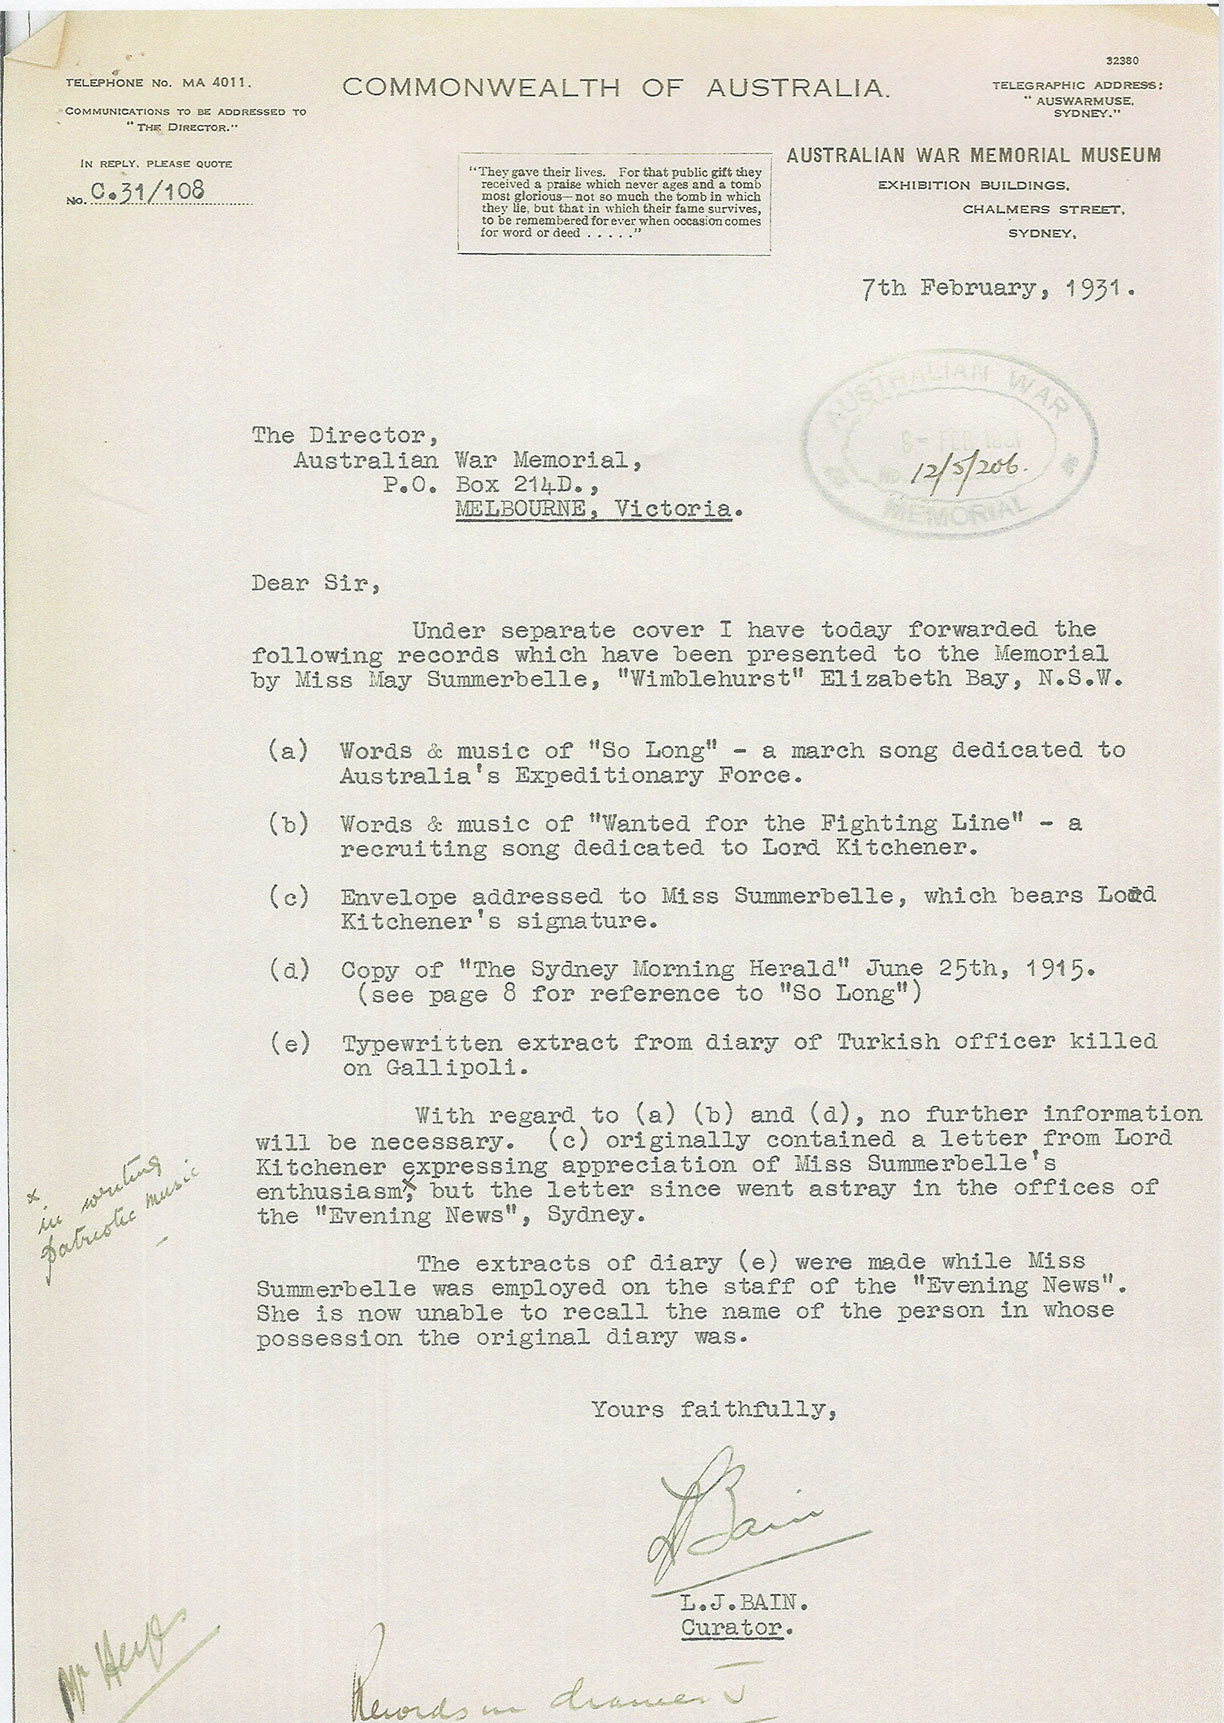 32380
TELEPHONE No. MA 4011.
COMMUNICATIONS TO BE ADDRESSED TO
"THE DIRECTOR."
COMMONWEALTH OF AUSTRALIA.
TELEGRAPHIC ADDRESS:
"AUSWARMUSE,
SYDNEY."
IN REPLY, PLEASE QUOTE
No. C.31/108
"They gave their lives. For that public gift they
received a praise which never ages and a tomb
most glorious—not so much the tomb in which
they lie, but that in which their fame survives,
to be remembered for ever when occasion comes
for word or deed . . . . ."
AUSTRALIAN WAR MEMORIAL MUSEUM
EXHIBITION BUILDINGS,
CHALMERS STREET,
SYDNEY,
7th February, 1931.
AUSTRALIAN WAR
12/5/206.
MEMORIAL
The Director,
Australian War Memorial,
P.O. Box 214D.,
MELBOURNE, Victoria.
Dear Sir,
Under separate cover I have today forwarded the
following records which have been presented to the Memorial
by Miss May Summerbelle, "Wimblehurst" Elizabeth Bay, N.S.W.
(a) Words & music of "So Long" - a march song dedicated to
Australia's Expeditionary Force.
(b) Words & music of "Wanted for the Fighting Line" - a
recruiting song dedicated to Lord Kitchener.
(c) Envelope addressed to Miss Summerbelle, which bears Lord
Kitchener's signature.
(d) Copy of "The Sydney Morning Herald" June 25th, 1915.
(see page 8 for reference to "So Long")
(e) Typewritten extract from diary of Turkish officer killed
on Gallipoli.
With regard to (a) (b) and (d), no further information
will be necessary. (c) originally contained a letter from Lord
Kitchener expressing appreciation of Miss Summerbelle's
enthusiasm,x but the letter since went astray in the offices of
the "Evening News", Sydney.
x
in writing
patriotic music
The extracts of diary (e) were made while Miss
Summerbelle was employed on the staff of the "Evening News".
She is now unable to recall the name of the person in whose
possession the original diary was.
Yours faithfully,
LJBain
L.J.BAIN.
Curator.
Mr
Records in drawer